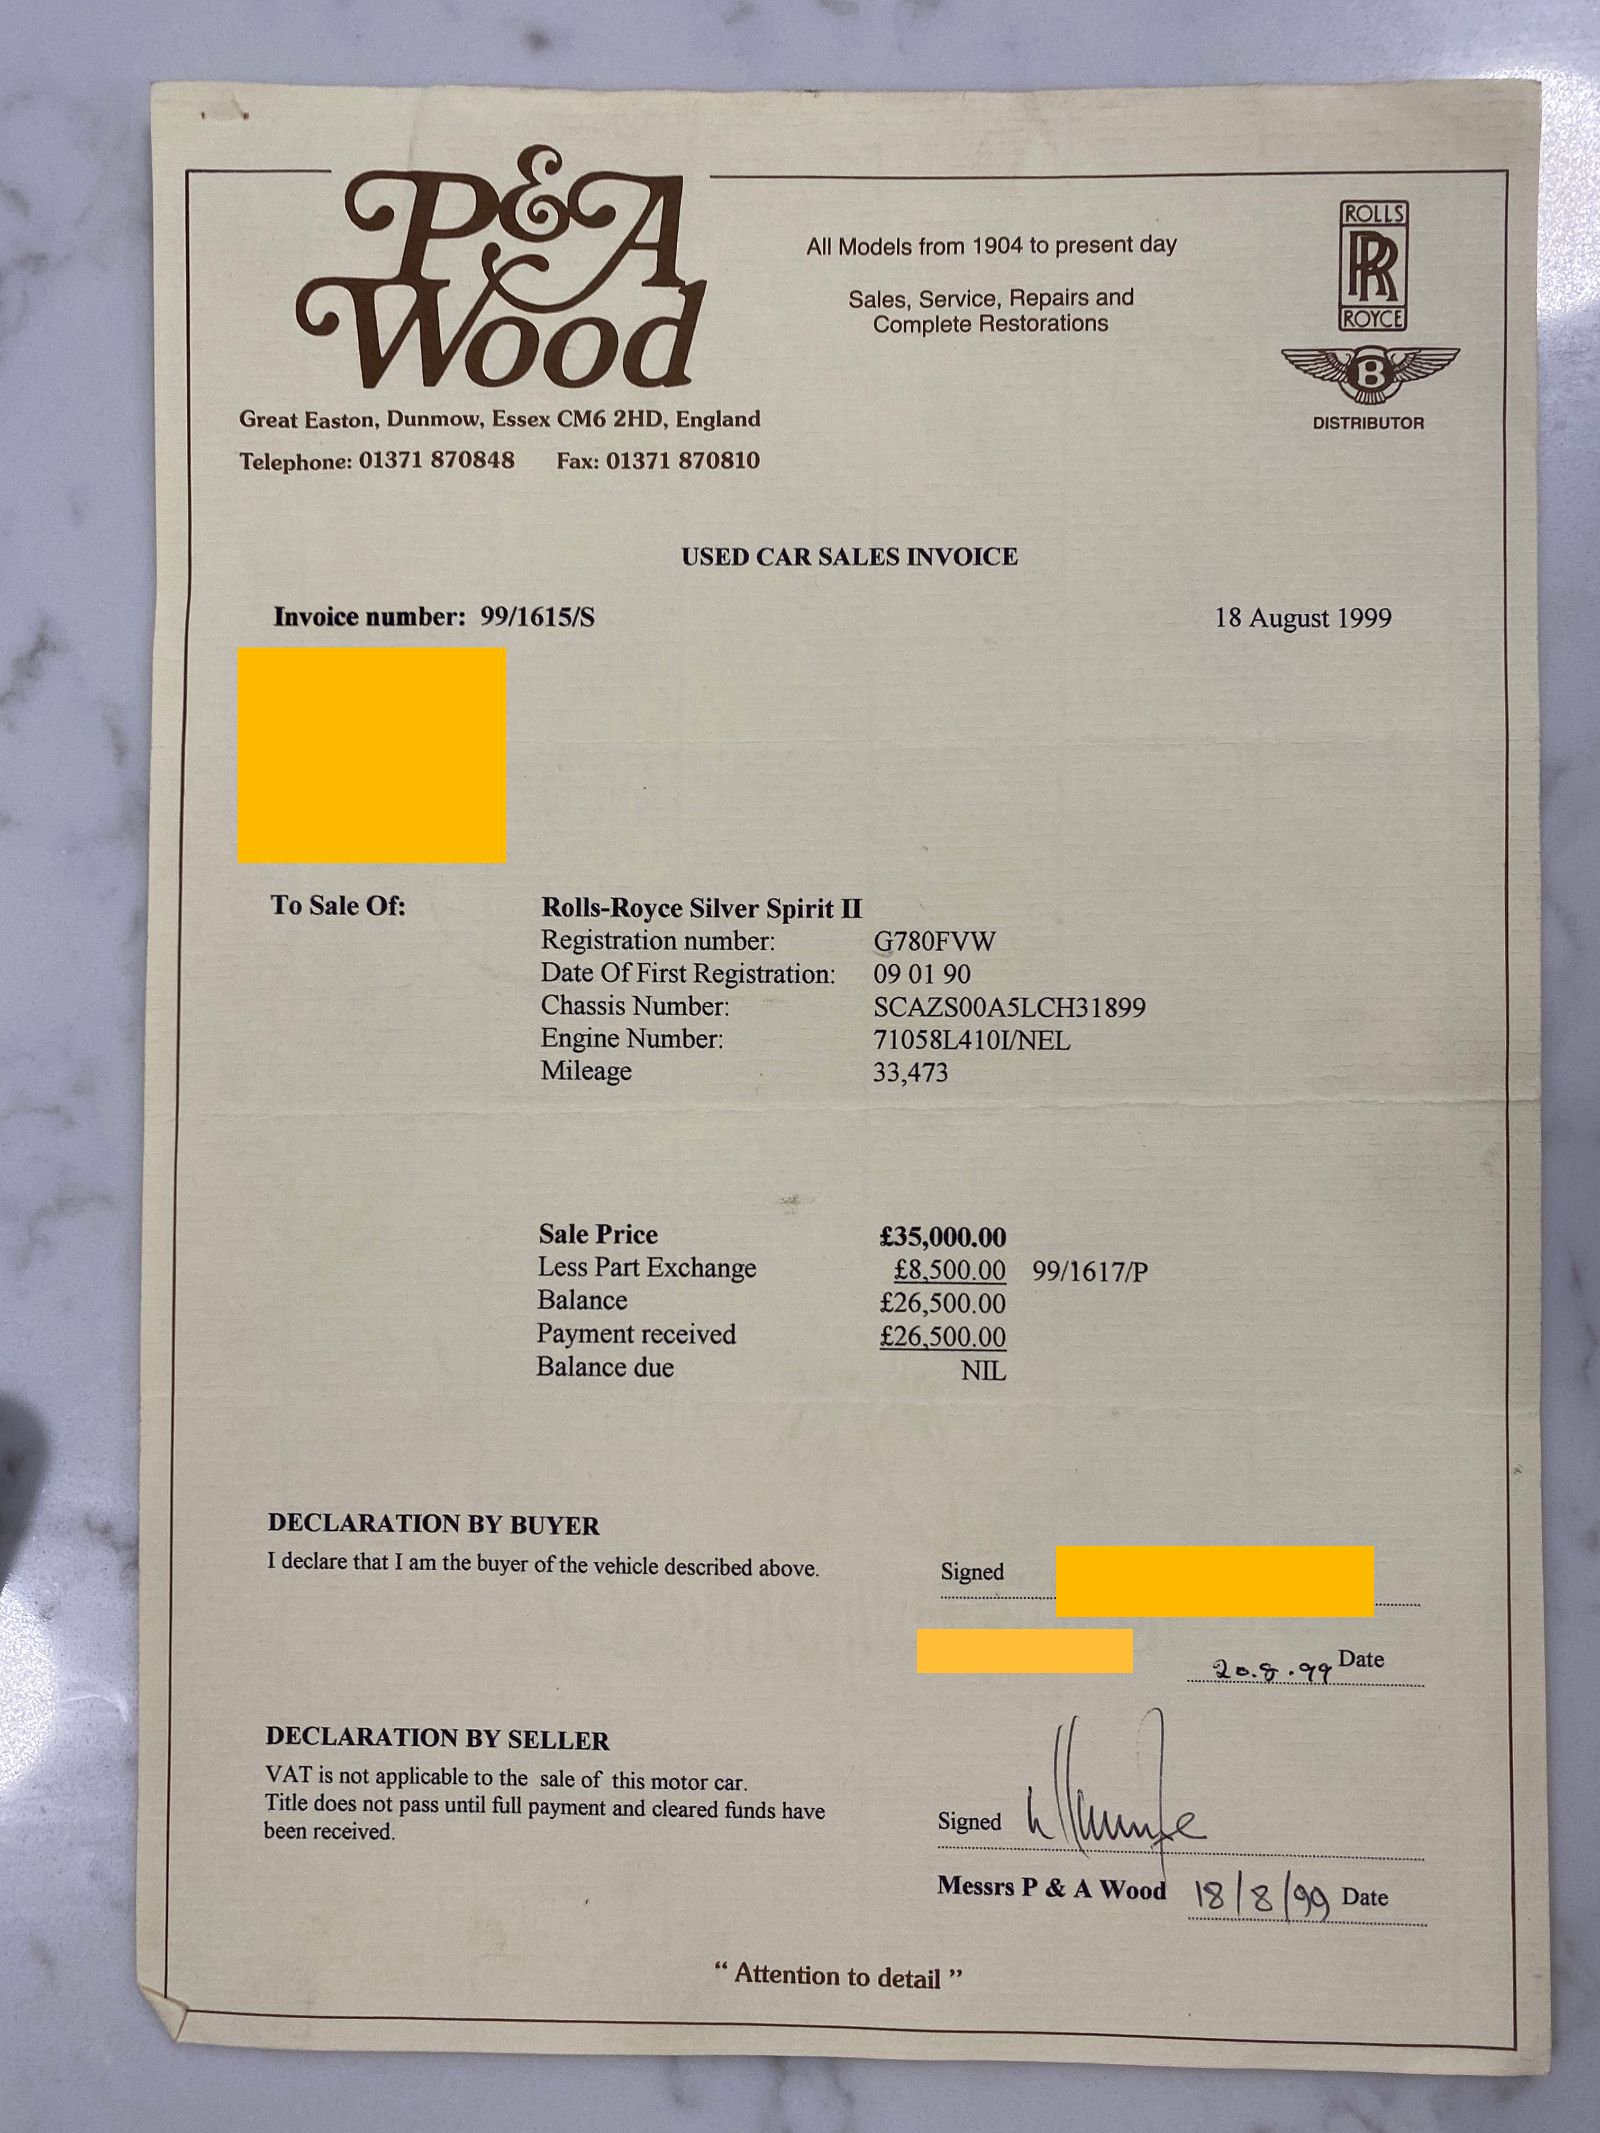 P&A
Wood
All Models from 1904 to present day
Sales, Service, Repairs and
Complete Restorations
ROLLS
RR
ROYCE
B
DISTRIBUTOR
Great Easton, Dunmow, Essex CM6 2HD, England
Telephone: 01371 870848 Fax: 01371 870810
USED CAR SALES INVOICE
Invoice number: 99/1615/S 18 August 1999
To Sale Of: Rolls-Royce Silver Spirit II
Registration number: G780FVW
Date Of First Registration: 09 01 90
Chassis Number: SCAZS00A5LCH31899
Engine Number: 71058L410I/NEL
Mileage 33,473
Sale Price £35,000.00
Less Part Exchange £8,500.00 99/1617/P
Balance £26,500.00
Payment received £26,500.00
Balance due NIL
DECLARATION BY BUYER
I declare that I am the buyer of the vehicle described above. Signed
20.8.99 Date
DECLARATION BY SELLER
VAT is not applicable to the sale of this motor car.
Title does not pass until full payment and cleared funds have
been received.
Signed
Messrs P & A Wood 18/8/99 Date
“ Attention to detail ”